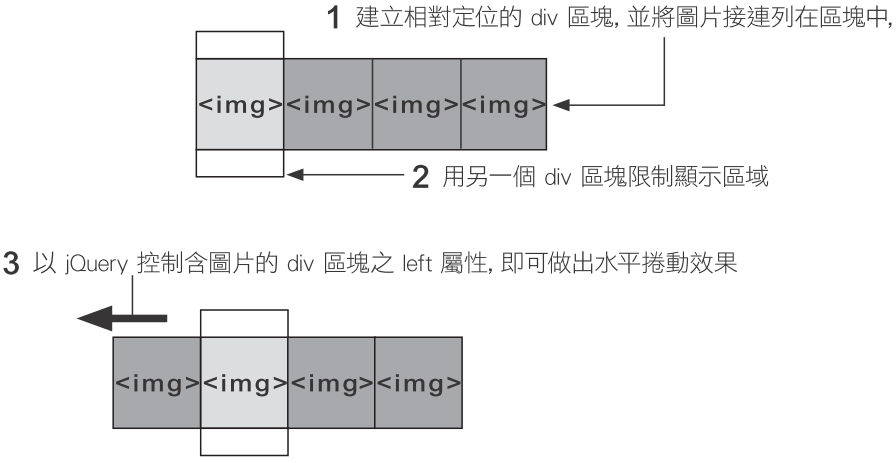 1 建立相對定位的 div 區塊, 並將圖片接連列在區塊中,
<img> <img> <img> <img>
2 用另一個 div 區塊限制顯示區域
3 以 jQuery 控制含圖片的 div 區塊之 left 屬性, 即可做出水平捲動效果
<img> <img> <img> <img>